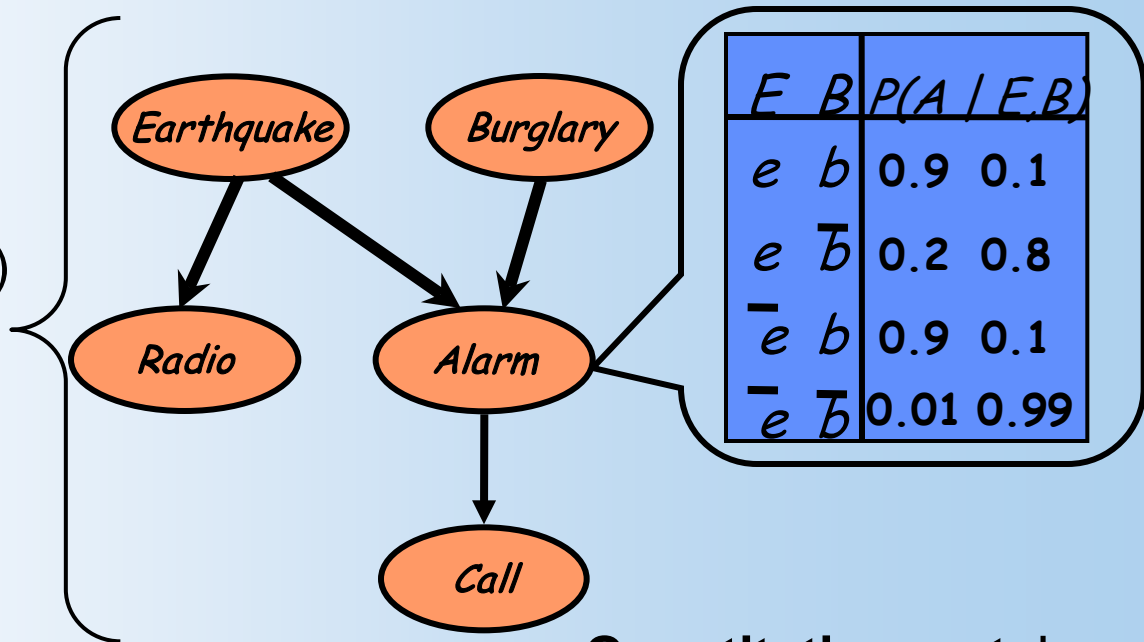 Earthquake
Burglary
Radio
Alarm
Call
E B P(A | E,B)
e b 0.9 0.1
e b̅ 0.2 0.8
e̅ b 0.9 0.1
e̅ b̅ 0.01 0.99